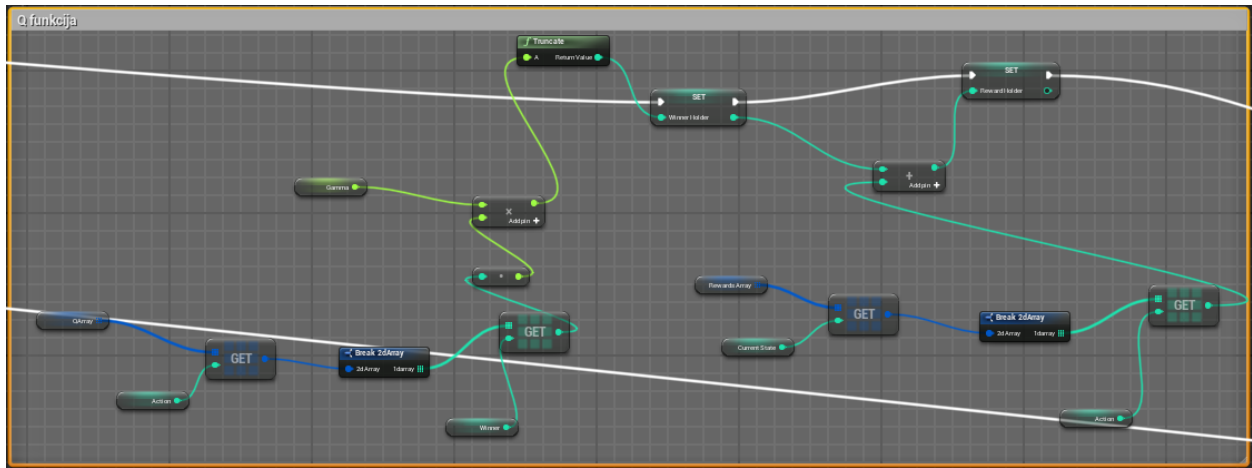 Q funkcija
Truncate
A Return Value
SET
Winner Holder
SET
Reward Holder
+
Add pin +
Gamma
x
Add pin +
Rewards Array
GET
Current State
Break 2dArray
2d Array 1darray
GET
Action
QArray
GET
Action
Break 2dArray
2d Array 1darray
GET
Winner